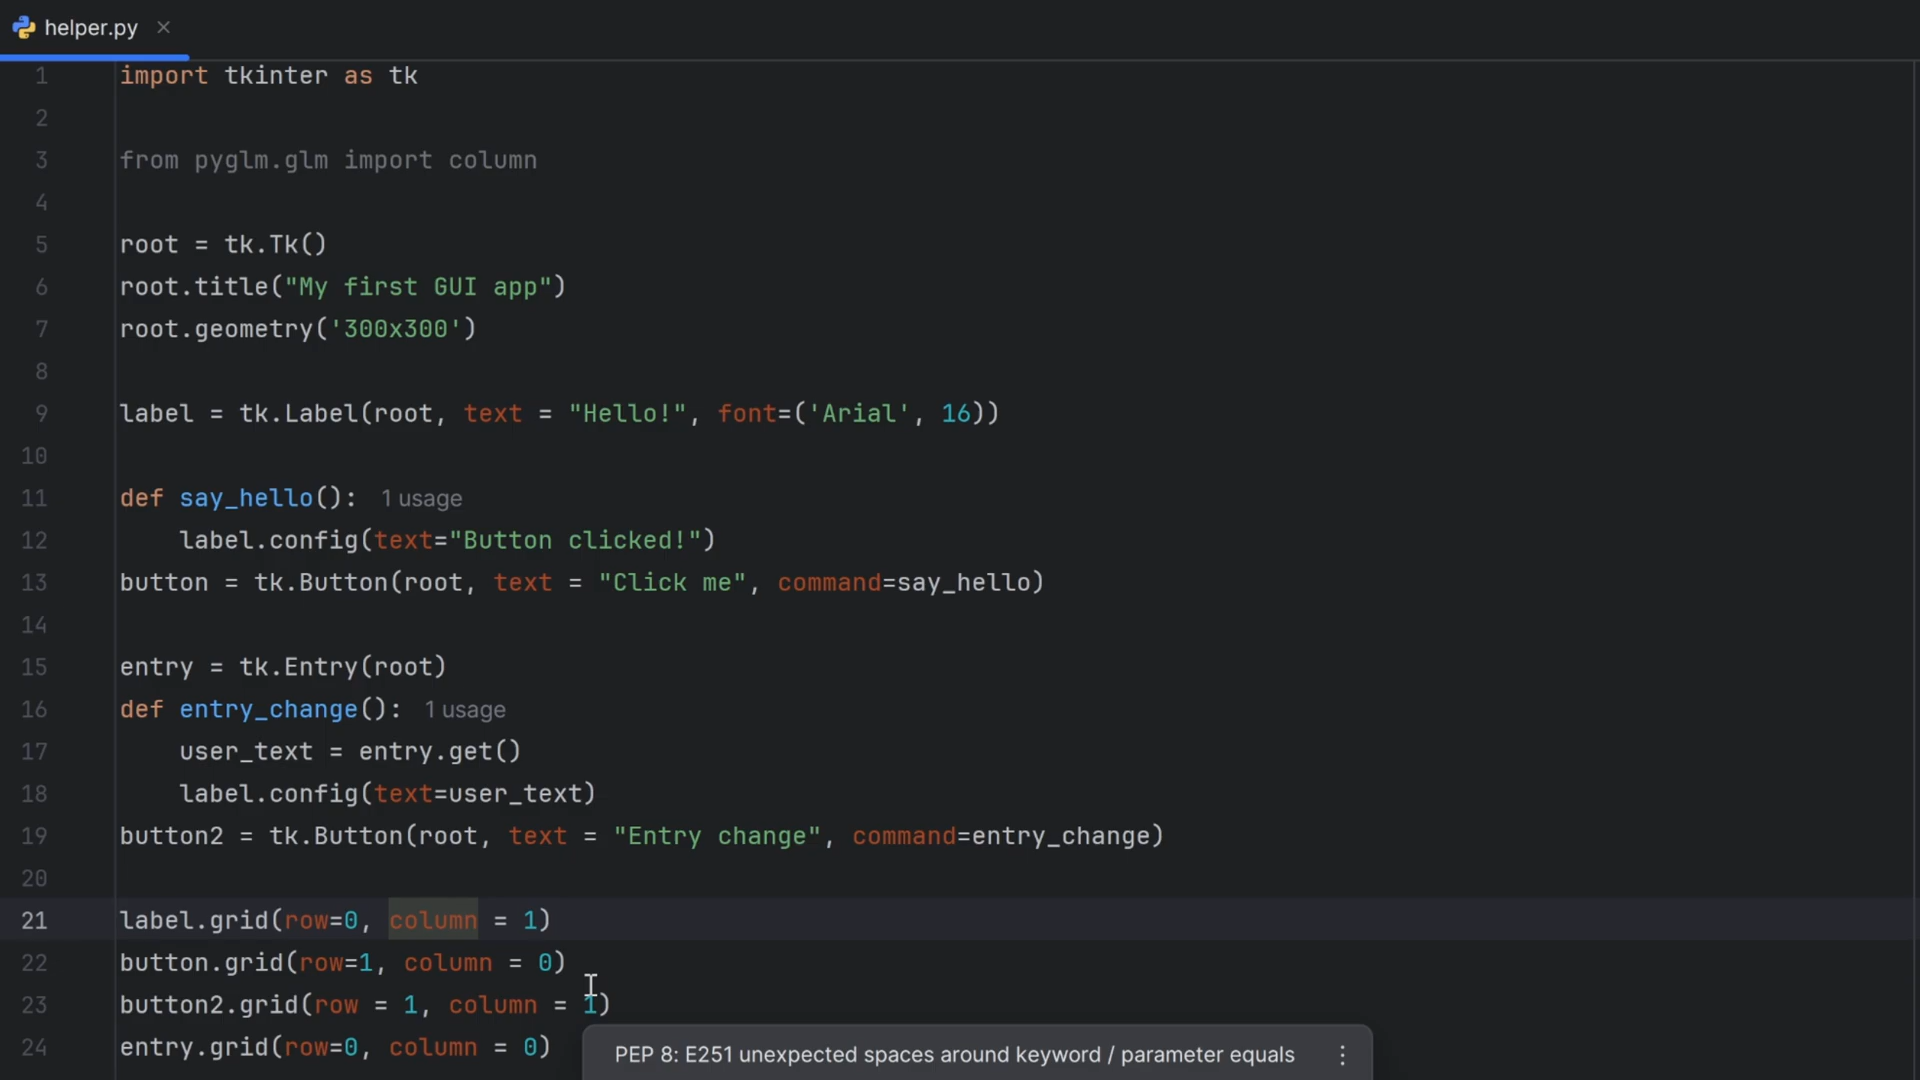 helper.py
1 import tkinter as tk
2
3 from pyglm.glm import column
4
5 root = tk.Tk()
6 root.title("My first GUI app")
7 root.geometry('300x300')
8
9 label = tk.Label(root, text = "Hello!", font=('Arial', 16))
10
11 def say_hello(): 1 usage
12     label.config(text="Button clicked!")
13 button = tk.Button(root, text = "Click me", command=say_hello)
14
15 entry = tk.Entry(root)
16 def entry_change(): 1 usage
17     user_text = entry.get()
18     label.config(text=user_text)
19 button2 = tk.Button(root, text = "Entry change", command=entry_change)
20
21 label.grid(row=0, column = 1)
22 button.grid(row=1, column = 0)
23 button2.grid(row = 1, column = 1)
24 entry.grid(row=0, column = 0)
PEP 8: E251 unexpected spaces around keyword / parameter equals